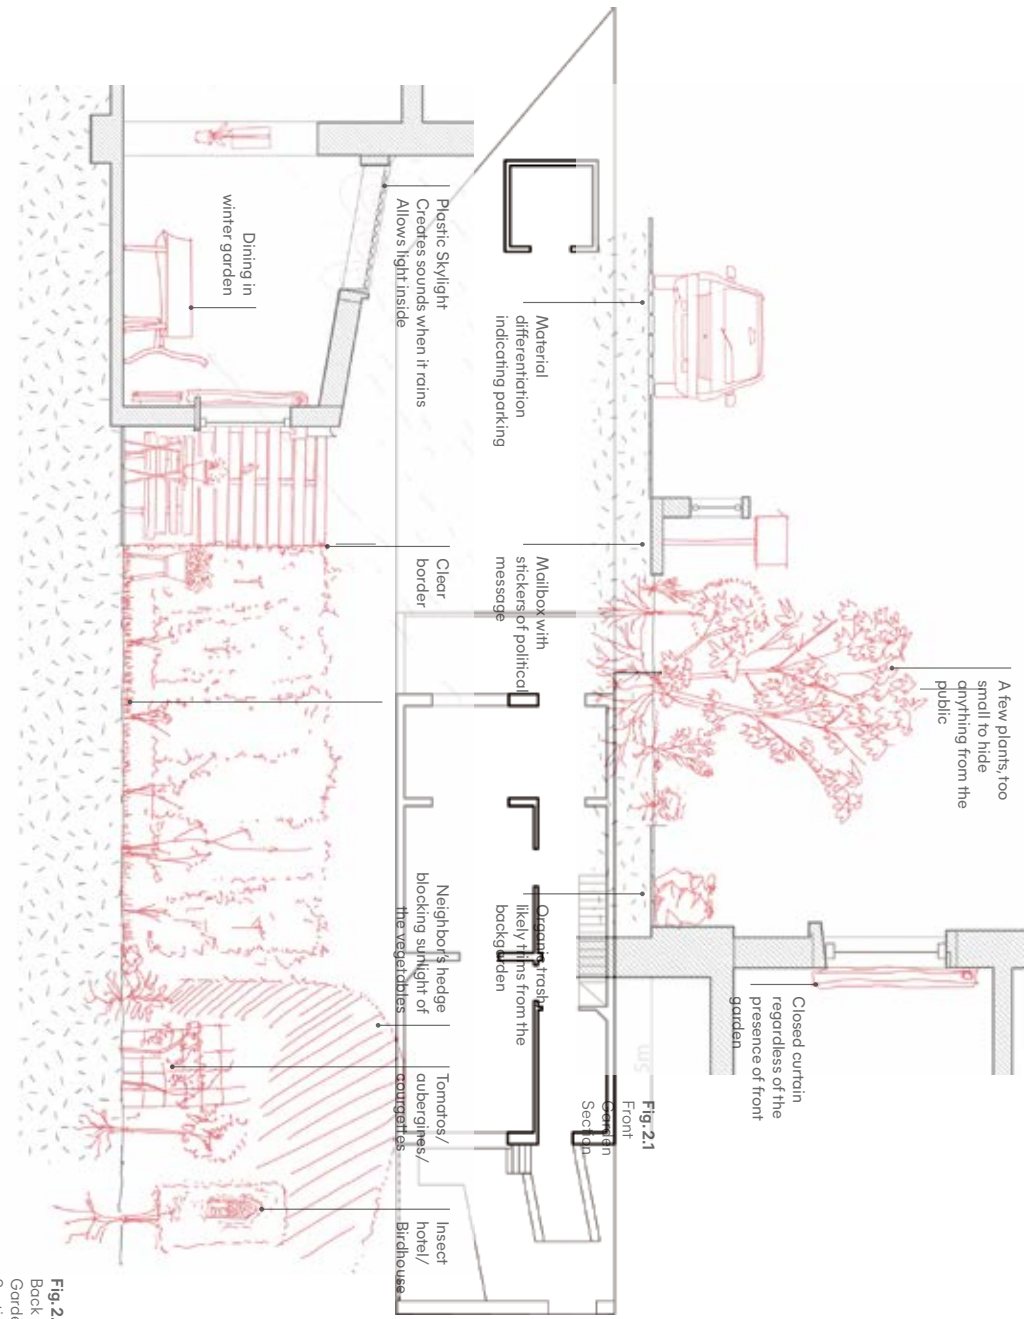 A few plants, too
small to hide
anything from the
public
Closed curtain
regardless of the
presence of front
garden
Fig. 2.1
Front
Garden
Section
5m
Material
differentiation
indicating parking
Mailbox with
stickers of political
message
Organic trash,
likely trims from the
backgarden
Plastic Skylight
Creates sounds when it rains
Allows light inside
Clear
border
Neighbor's hedge
blocking sunlight of
the vegetables
Tomatos/
aubergines/
courgettes
Insect
hotel/
Birdhouse
Dining in
winter garden
Fig. 2.
Back